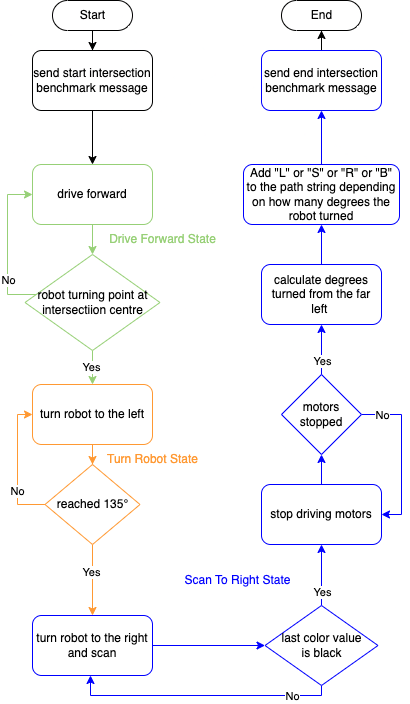 Start
send start intersection
benchmark message
drive forward
Drive Forward State
No
robot turning point at
intersectiion centre
Yes
turn robot to the left
Turn Robot State
No
reached 135°
Yes
turn robot to the right
and scan
Scan To Right State
last color value
is black
No
Yes
stop driving motors
motors
stopped
No
Yes
calculate degrees
turned from the far
left
Add "L" or "S" or "R" or "B"
to the path string depending
on how many degrees the
robot turned
send end intersection
benchmark message
End